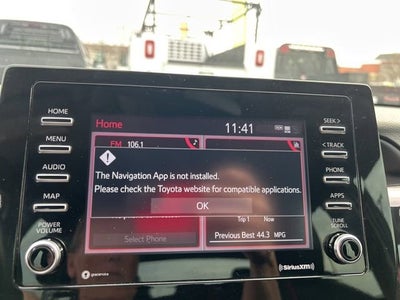 HOME
MENU
AUDIO
MAP
POWER
VOLUME
Home
11:41
FM 106.1
The Navigation App is not installed.
Please check the Toyota website for compatible applications.
OK
Select Phone
Trip 1 Now
Previous Best 44.3 MPG
SEEK >
< TRACK
PHONE
APPS
TUNE
SCROLL
gracenote
SiriusXM